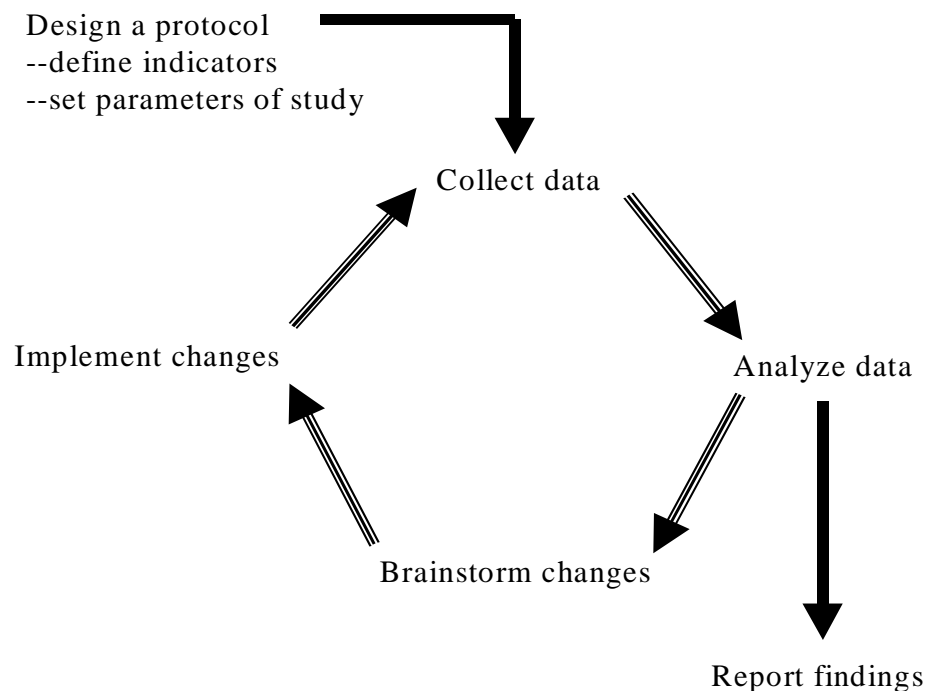 Design a protocol
--define indicators
--set parameters of study
Collect data
Implement changes
Analyze data
Brainstorm changes
Report findings